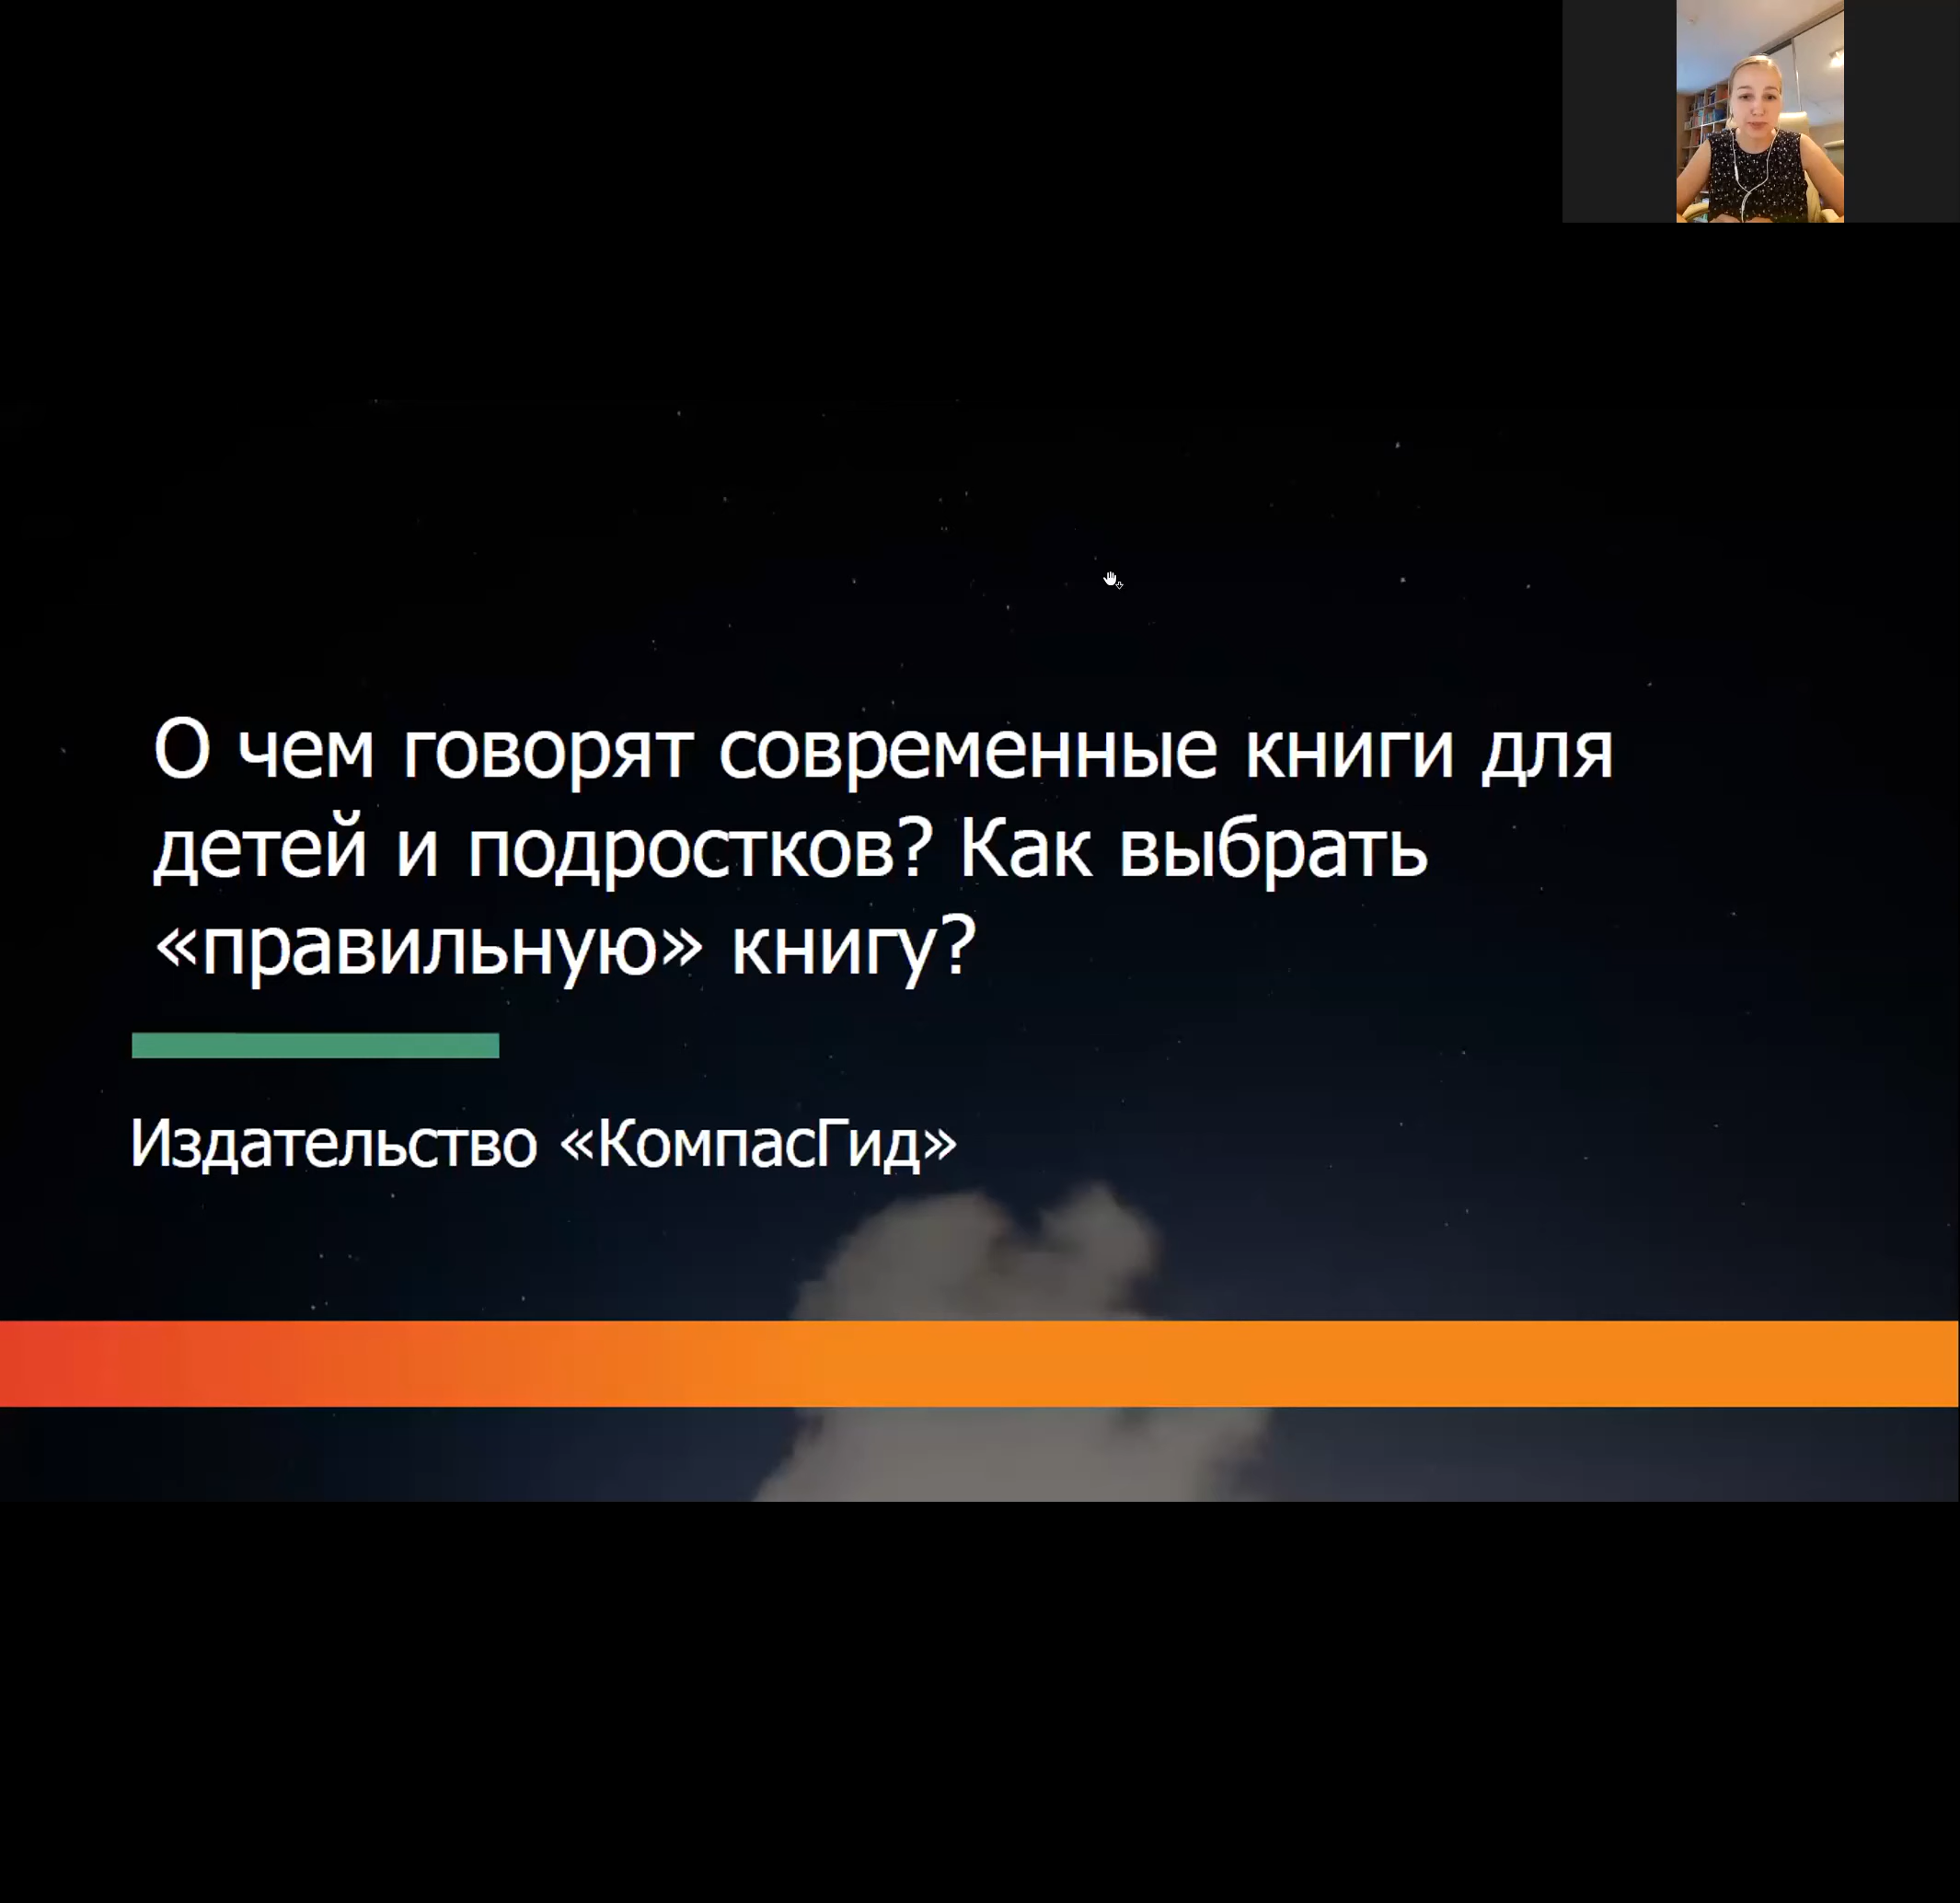 О чем говорят современные книги для
детей и подростков? Как выбрать
«правильную» книгу?
Издательство «КомпасГид»